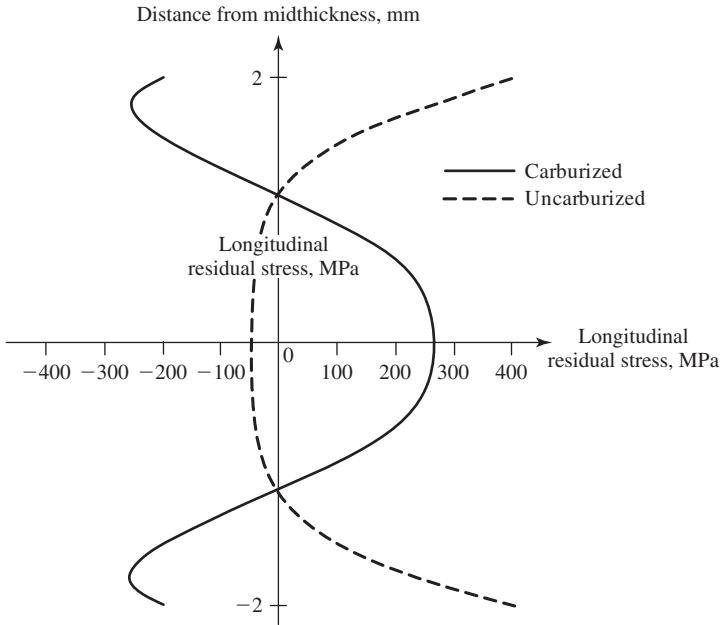 Distance from midthickness, mm
2
Carburized
Uncarburized
Longitudinal
residual stress, MPa
0
Longitudinal
residual stress, MPa
−400 −300 −200 −100 100 200 300 400
−2